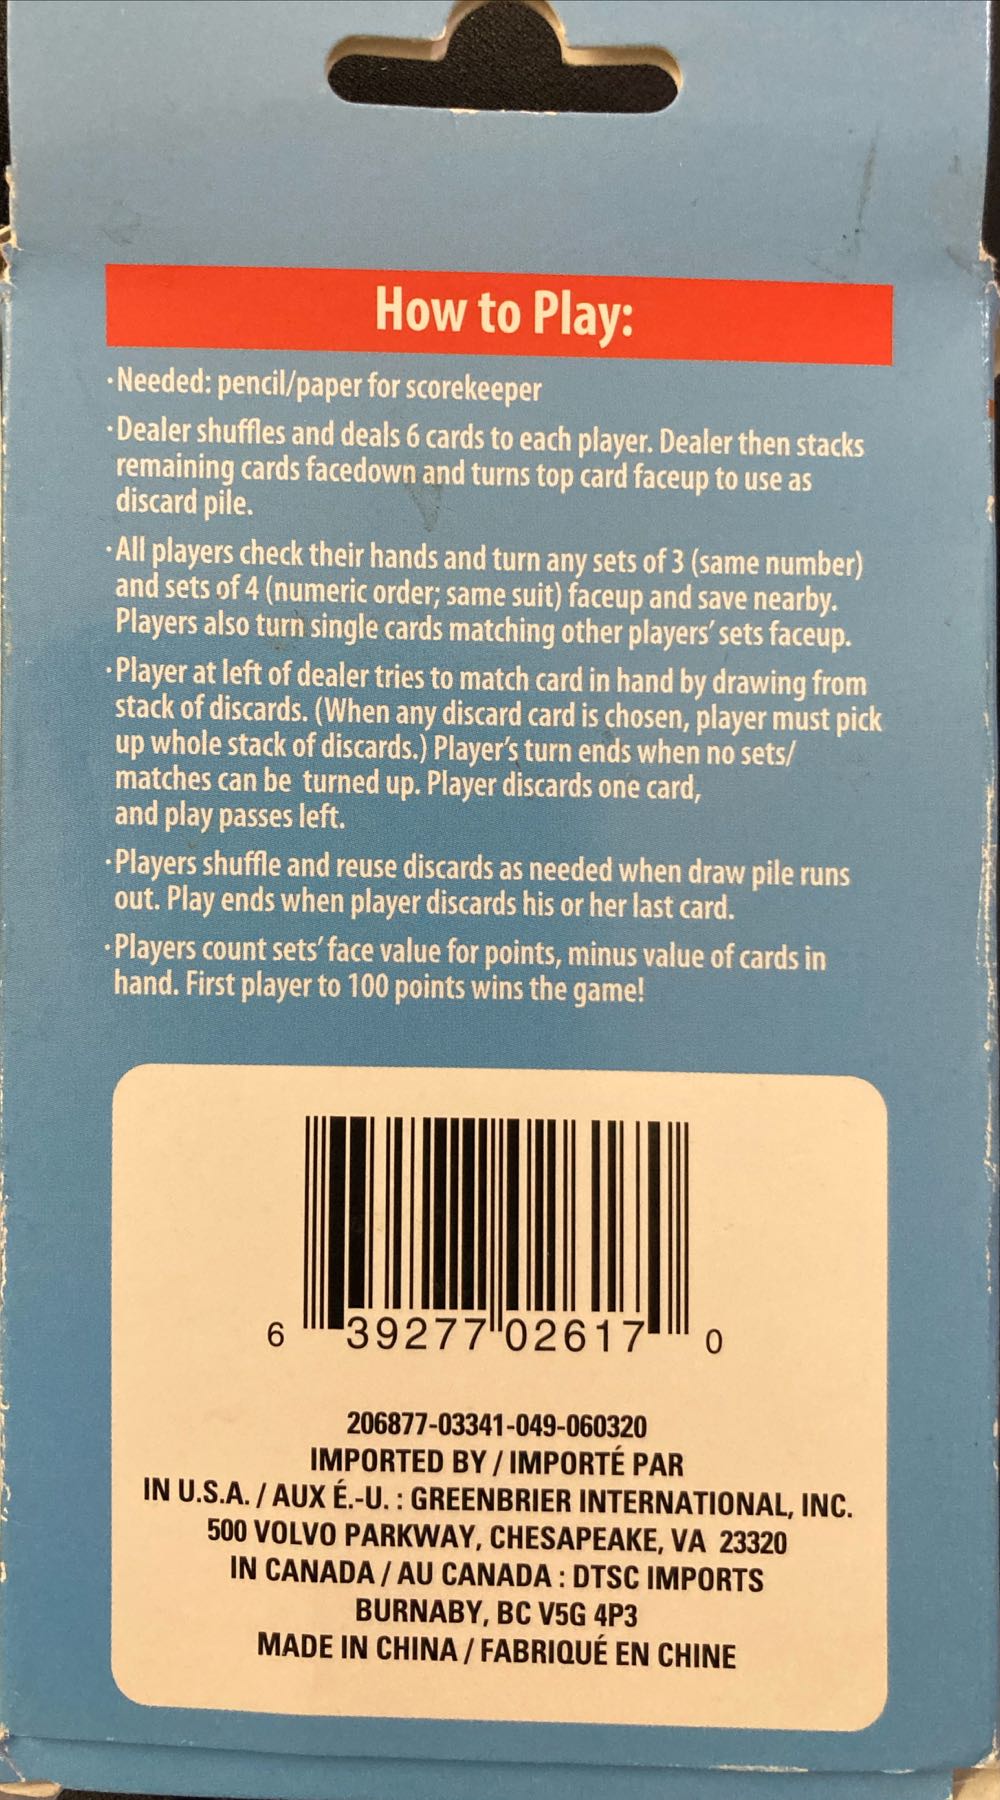 How to Play:
·Needed: pencil/paper for scorekeeper
·Dealer shuffles and deals 6 cards to each player. Dealer then stacks
remaining cards facedown and turns top card faceup to use as
discard pile.
·All players check their hands and turn any sets of 3 (same number)
and sets of 4 (numeric order; same suit) faceup and save nearby.
Players also turn single cards matching other players' sets faceup.
·Player at left of dealer tries to match card in hand by drawing from
stack of discards. (When any discard card is chosen, player must pick
up whole stack of discards.) Player's turn ends when no sets/
matches can be turned up. Player discards one card,
and play passes left.
·Players shuffle and reuse discards as needed when draw pile runs
out. Play ends when player discards his or her last card.
·Players count sets' face value for points, minus value of cards in
hand. First player to 100 points wins the game!
6 39277 02617 0
206877-03341-049-060320
IMPORTED BY / IMPORTÉ PAR
IN U.S.A. / AUX É.-U. : GREENBRIER INTERNATIONAL, INC.
500 VOLVO PARKWAY, CHESAPEAKE, VA 23320
IN CANADA / AU CANADA : DTSC IMPORTS
BURNABY, BC V5G 4P3
MADE IN CHINA / FABRIQUÉ EN CHINE